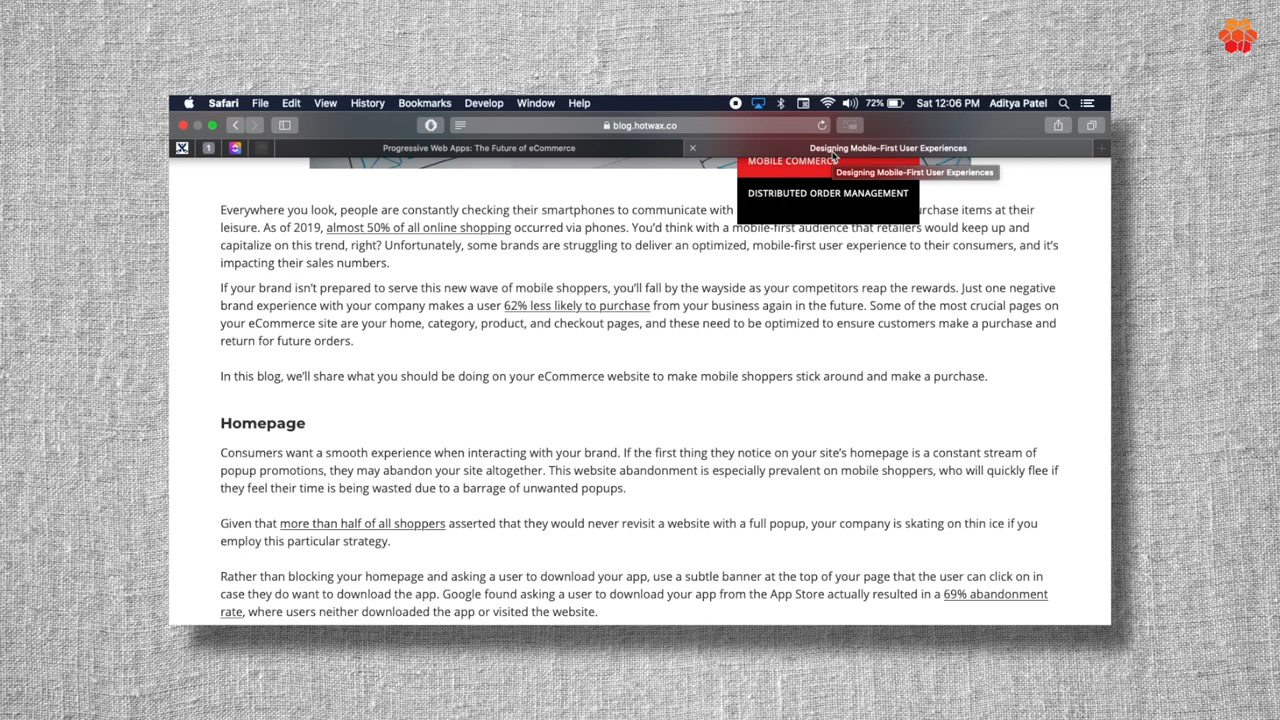 Safari File Edit View History Bookmarks Develop Window Help 72% Sat 12:06 PM Aditya Patel
blog.hotwax.co
1 Progressive Web Apps: The Future of eCommerce Designing Mobile-First User Experiences
MOBILE COMMERCE
Designing Mobile-First User Experiences
DISTRIBUTED ORDER MANAGEMENT
Everywhere you look, people are constantly checking their smartphones to communicate with urchase items at their
leisure. As of 2019, almost 50% of all online shopping occurred via phones. You'd think with a mobile-first audience that retailers would keep up and
capitalize on this trend, right? Unfortunately, some brands are struggling to deliver an optimized, mobile-first user experience to their consumers, and it's
impacting their sales numbers.
If your brand isn't prepared to serve this new wave of mobile shoppers, you'll fall by the wayside as your competitors reap the rewards. Just one negative
brand experience with your company makes a user 62% less likely to purchase from your business again in the future. Some of the most crucial pages on
your eCommerce site are your home, category, product, and checkout pages, and these need to be optimized to ensure customers make a purchase and
return for future orders.
In this blog, we'll share what you should be doing on your eCommerce website to make mobile shoppers stick around and make a purchase.
Homepage
Consumers want a smooth experience when interacting with your brand. If the first thing they notice on your site's homepage is a constant stream of
popup promotions, they may abandon your site altogether. This website abandonment is especially prevalent on mobile shoppers, who will quickly flee if
they feel their time is being wasted due to a barrage of unwanted popups.
Given that more than half of all shoppers asserted that they would never revisit a website with a full popup, your company is skating on thin ice if you
employ this particular strategy.
Rather than blocking your homepage and asking a user to download your app, use a subtle banner at the top of your page that the user can click on in
case they do want to download the app. Google found asking a user to download your app from the App Store actually resulted in a 69% abandonment
rate, where users neither downloaded the app or visited the website.